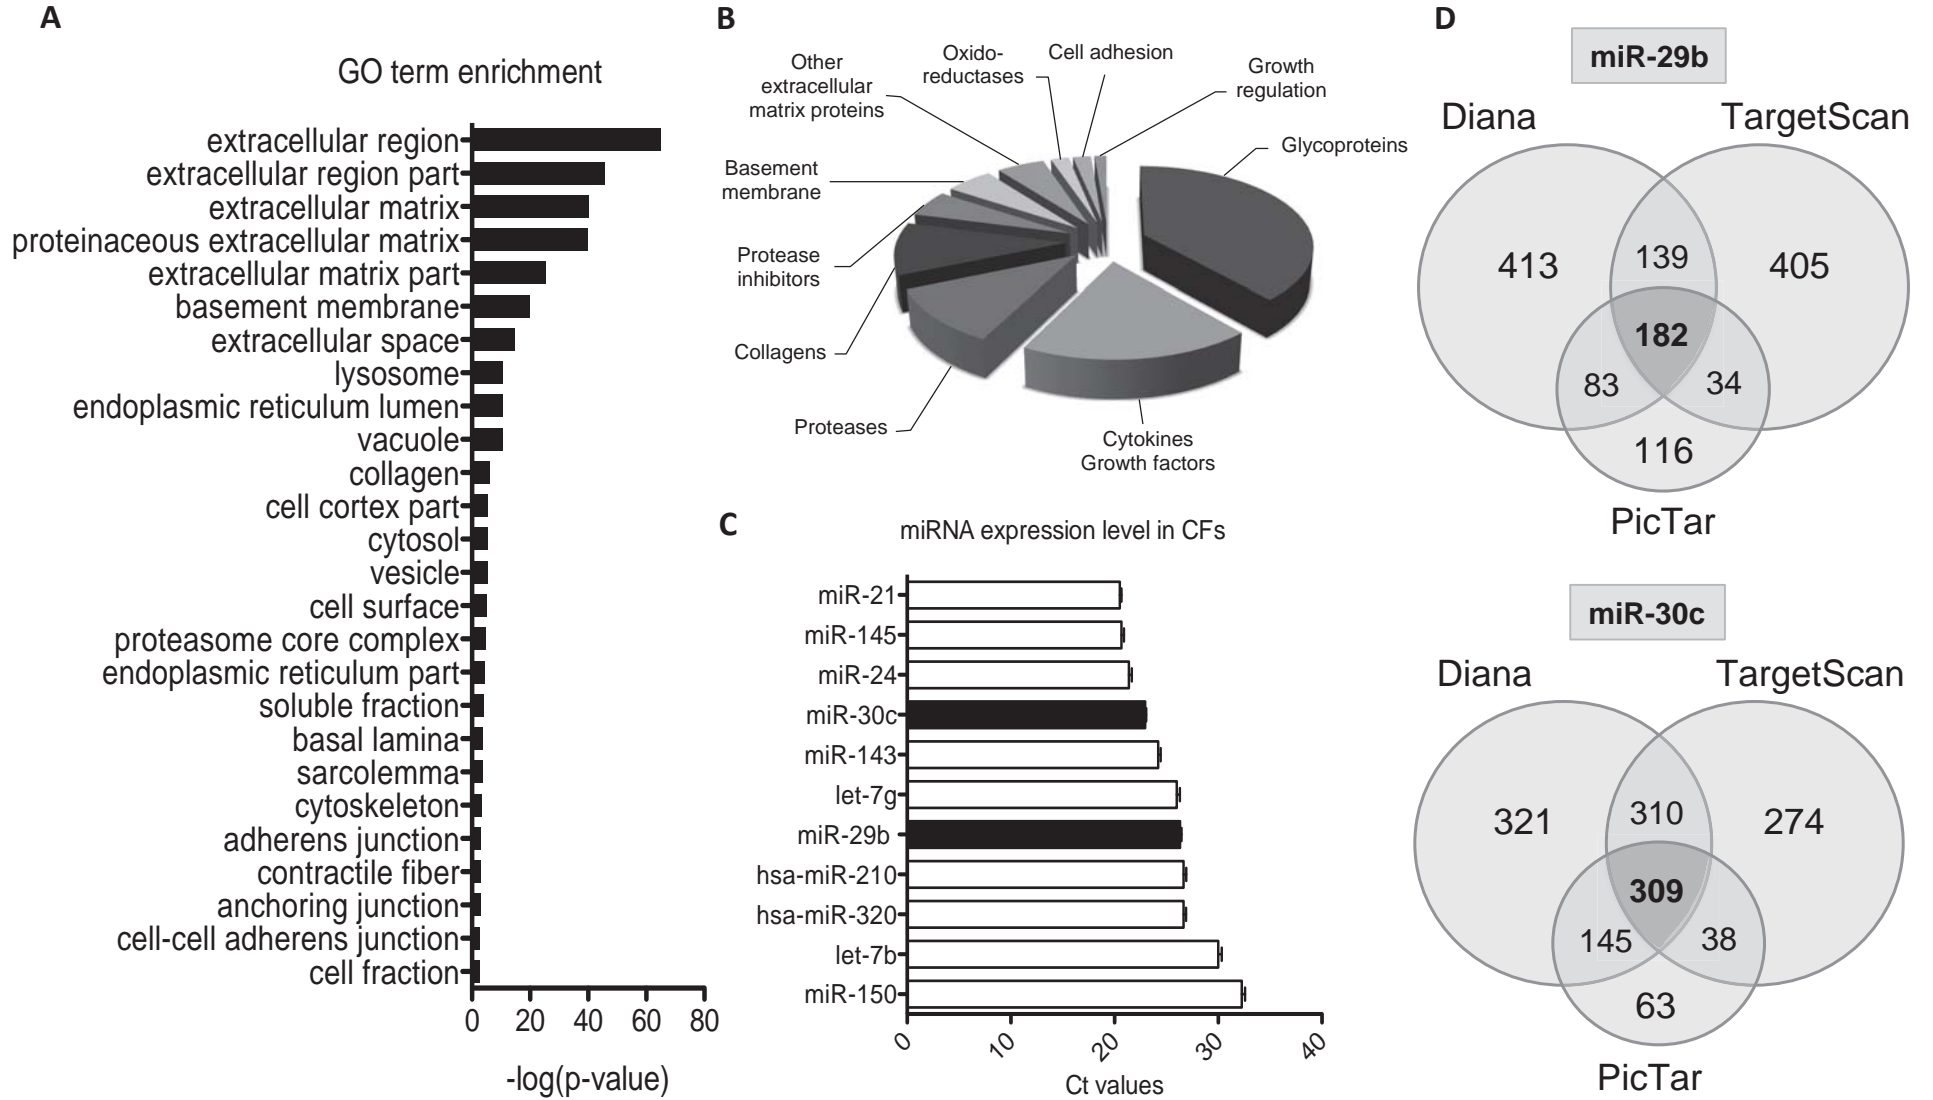 A
GO term enrichment
extracellular region
extracellular region part
extracellular matrix
proteinaceous extracellular matrix
extracellular matrix part
basement membrane
extracellular space
lysosome
endoplasmic reticulum lumen
vacuole
collagen
cell cortex part
cytosol
vesicle
cell surface
proteasome core complex
endoplasmic reticulum part
soluble fraction
basal lamina
sarcolemma
cytoskeleton
adherens junction
contractile fiber
anchoring junction
cell-cell adherens junction
cell fraction
0 20 40 60 80
-log(p-value)
B
Other
extracellular
matrix proteins
Oxido-
reductases
Cell adhesion
Growth
regulation
Glycoproteins
Basement
membrane
Protease
inhibitors
Collagens
Proteases
Cytokines
Growth factors
C
miRNA expression level in CFs
miR-21
miR-145
miR-24
miR-30c
miR-143
let-7g
miR-29b
hsa-miR-210
hsa-miR-320
let-7b
miR-150
0 10 20 30 40
Ct values
D
miR-29b
Diana TargetScan
413 139 405
182
83 34
116
PicTar
miR-30c
Diana TargetScan
321 310 274
309
145 38
63
PicTar